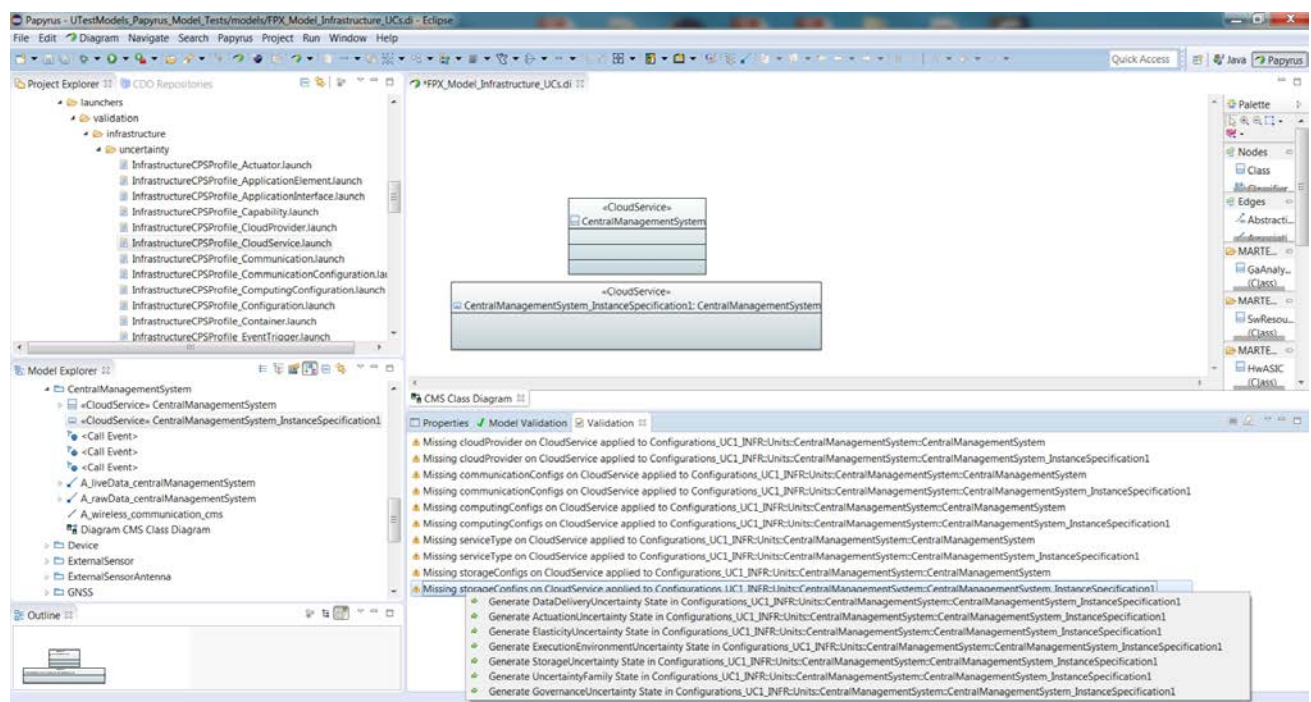 Papyrus - UTestModels_Papyrus_Model_Tests/models/FPX_Model_Infrastructure_UCs.di - Eclipse
File Edit Diagram Navigate Search Papyrus Project Run Window Help
Quick Access
Java
Papyrus
Project Explorer
CDO Repositories
launchers
validation
infrastructure
uncertainty
InfrastructureCPSProfile_Actuator.launch
InfrastructureCPSProfile_ApplicationElement.launch
InfrastructureCPSProfile_ApplicationInterface.launch
InfrastructureCPSProfile_Capability.launch
InfrastructureCPSProfile_CloudProvider.launch
InfrastructureCPSProfile_CloudService.launch
InfrastructureCPSProfile_Communication.launch
InfrastructureCPSProfile_CommunicationConfiguration.la
InfrastructureCPSProfile_ComputingConfiguration.launch
InfrastructureCPSProfile_Configuration.launch
InfrastructureCPSProfile_Container.launch
InfrastructureCPSProfile_EventTrigger.launch
*FPX_Model_Infrastructure_UCs.di
«CloudService»
CentralManagementSystem
«CloudService»
CentralManagementSystem_InstanceSpecification1: CentralManagementSystem
CMS Class Diagram
Palette
Nodes
Class
Edges
Abstracti...
MARTE...
GaAnaly...
(Class)
MARTE...
SwResou...
(Class)
MARTE...
HwASIC
(Class)
Model Explorer
CentralManagementSystem
«CloudService» CentralManagementSystem
«CloudService» CentralManagementSystem_InstanceSpecification1
<Call Event>
<Call Event>
<Call Event>
A_liveData_centralManagementSystem
A_rawData_centralManagementSystem
A_wireless_communication_cms
Diagram CMS Class Diagram
Device
ExternalSensor
ExternalSensorAntenna
GNSS
Outline
Properties
Model Validation
Validation
Missing cloudProvider on CloudService applied to Configurations_UC1_INFR::Units::CentralManagementSystem::CentralManagementSystem
Missing cloudProvider on CloudService applied to Configurations_UC1_INFR::Units::CentralManagementSystem::CentralManagementSystem_InstanceSpecification1
Missing communicationConfigs on CloudService applied to Configurations_UC1_INFR::Units::CentralManagementSystem::CentralManagementSystem
Missing communicationConfigs on CloudService applied to Configurations_UC1_INFR::Units::CentralManagementSystem::CentralManagementSystem_InstanceSpecification1
Missing computingConfigs on CloudService applied to Configurations_UC1_INFR::Units::CentralManagementSystem::CentralManagementSystem
Missing computingConfigs on CloudService applied to Configurations_UC1_INFR::Units::CentralManagementSystem::CentralManagementSystem_InstanceSpecification1
Missing serviceType on CloudService applied to Configurations_UC1_INFR::Units::CentralManagementSystem::CentralManagementSystem
Missing serviceType on CloudService applied to Configurations_UC1_INFR::Units::CentralManagementSystem::CentralManagementSystem_InstanceSpecification1
Missing storageConfigs on CloudService applied to Configurations_UC1_INFR::Units::CentralManagementSystem::CentralManagementSystem
Missing storageConfigs on CloudService applied to Configurations_UC1_INFR::Units::CentralManagementSystem::CentralManagementSystem_InstanceSpecification1
Generate DataDeliveryUncertainty State in Configurations_UC1_INFR::Units::CentralManagementSystem::CentralManagementSystem_InstanceSpecification1
Generate ActuationUncertainty State in Configurations_UC1_INFR::Units::CentralManagementSystem::CentralManagementSystem_InstanceSpecification1
Generate ElasticityUncertainty State in Configurations_UC1_INFR::Units::CentralManagementSystem::CentralManagementSystem_InstanceSpecification1
Generate ExecutionEnvironmentUncertainty State in Configurations_UC1_INFR::Units::CentralManagementSystem::CentralManagementSystem_InstanceSpecification1
Generate StorageUncertainty State in Configurations_UC1_INFR::Units::CentralManagementSystem::CentralManagementSystem_InstanceSpecification1
Generate UncertaintyFamily State in Configurations_UC1_INFR::Units::CentralManagementSystem::CentralManagementSystem_InstanceSpecification1
Generate GovernanceUncertainty State in Configurations_UC1_INFR::Units::CentralManagementSystem::CentralManagementSystem_InstanceSpecification1